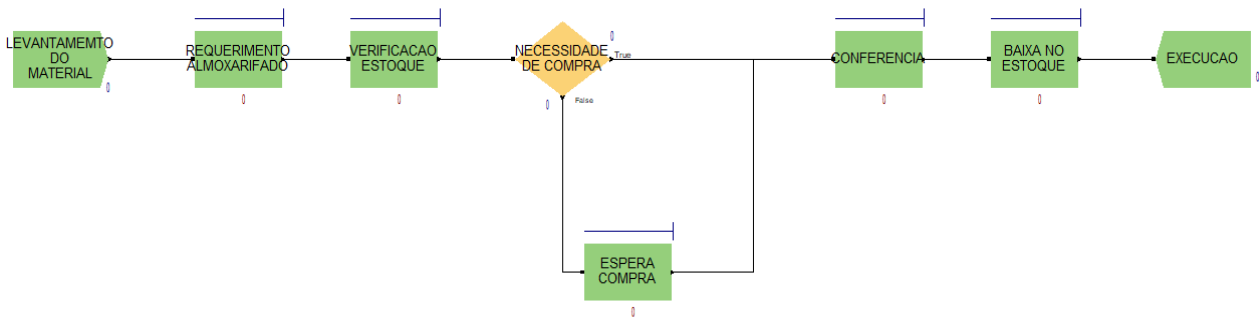 LEVANTAMEMTO
DO
MATERIAL
0
REQUERIMENTO
ALMOXARIFADO
0
VERIFICACAO
ESTOQUE
0
NECESSIDADE
DE COMPRA
0
True
0
False
ESPERA
COMPRA
0
CONFERENCIA
0
BAIXA NO
ESTOQUE
0
EXECUCAO
0